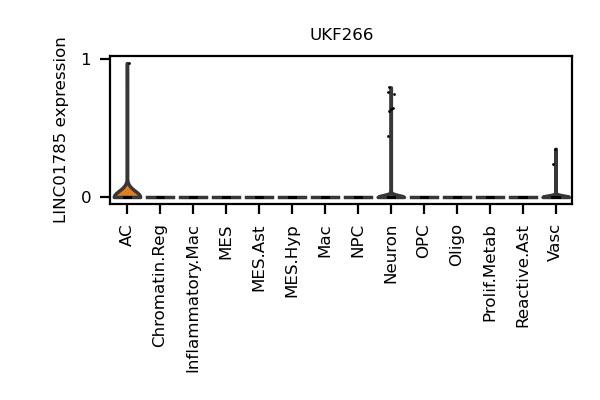 UKF266
LINC01785 expression
1
0
AC
Chromatin.Reg
Inflammatory.Mac
MES
MES.Ast
MES.Hyp
Mac
NPC
Neuron
OPC
Oligo
Prolif.Metab
Reactive.Ast
Vasc